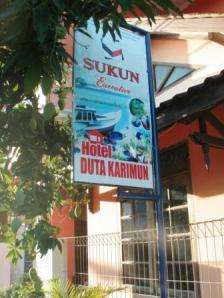 SUKUN
Executive
Hotel
DUTA KARIMUN